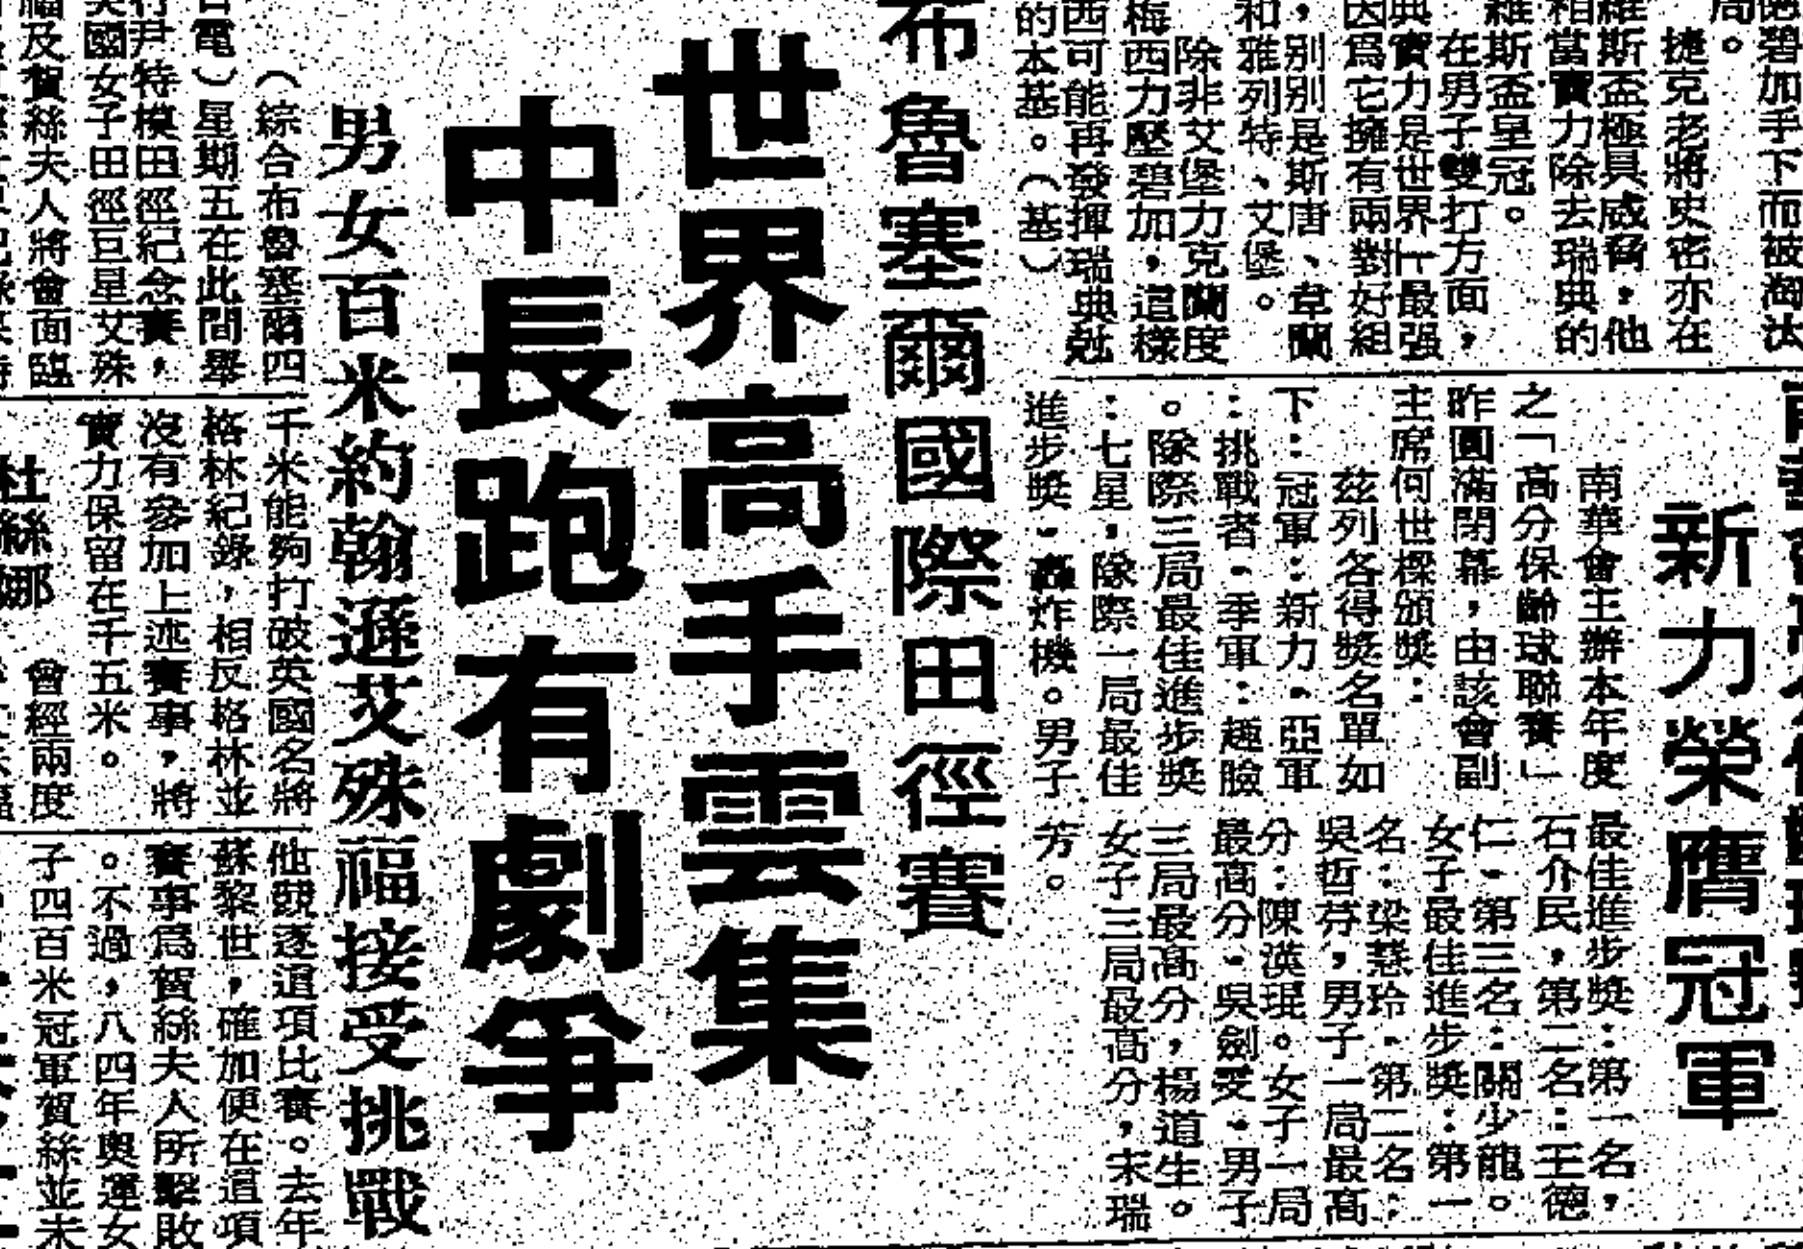 德碧加手下而被淘汰
局。
捷克老將史密亦在
維斯盃極具威脅，他
相當實力除去瑞典的
維斯盃皇冠。
在男子雙打方面，
典實力是世界上最强
因爲它擁有兩對好組
，别别是斯唐、韋蘭
和雅列特、艾堡。
除非艾堡力克蘭度
梅西力壓碧加，這樣
西可能再發揮瑞典尅
的本基。（基）
新力榮膺冠軍
南華會主辦本年度
之「高分保齡球聯賽」
昨圓滿閉幕，由該會副
主席何世樑頒獎：
茲列各得獎名單如
下：冠軍：新力。亞軍
：挑戰者。季軍：趣臉
。隊際三局最佳進步獎
：七星，隊際一局最佳
進步獎。轟炸機。男子
最佳進步獎：第一名，
石介民，第二名：王德
仁。第三名：關少龍。
女子最佳進步獎：第一
名：梁慧玲。第二名：
吳哲芬，男子一局最高
分：陳漢琨。女子一局
最高分。吳劍雯。男子
三局最高分，楊道生。
女子三局最高分，宋瑞
芳。
布魯塞爾國際田徑賽
世界高手雲集
中長跑有劇爭
男女百米約翰遜艾殊福接受挑戰
（綜合布魯塞爾四
日電）星期五在此間舉
行尹特模田徑紀念賽，
美國女子田徑巨星艾殊
福及賀絲夫人將會面臨
千米能夠打破英國名將
格林紀錄，相反格林並
沒有參加上述賽事，將
實力保留在千五米。
杜絲娜
曾經兩度
他競逐這項比賽。去年
蘇黎世，確加便在這項
賽事爲賀絲夫人所擊敗
。不過，八四年奧運女
子四百米冠軍賀絲並未